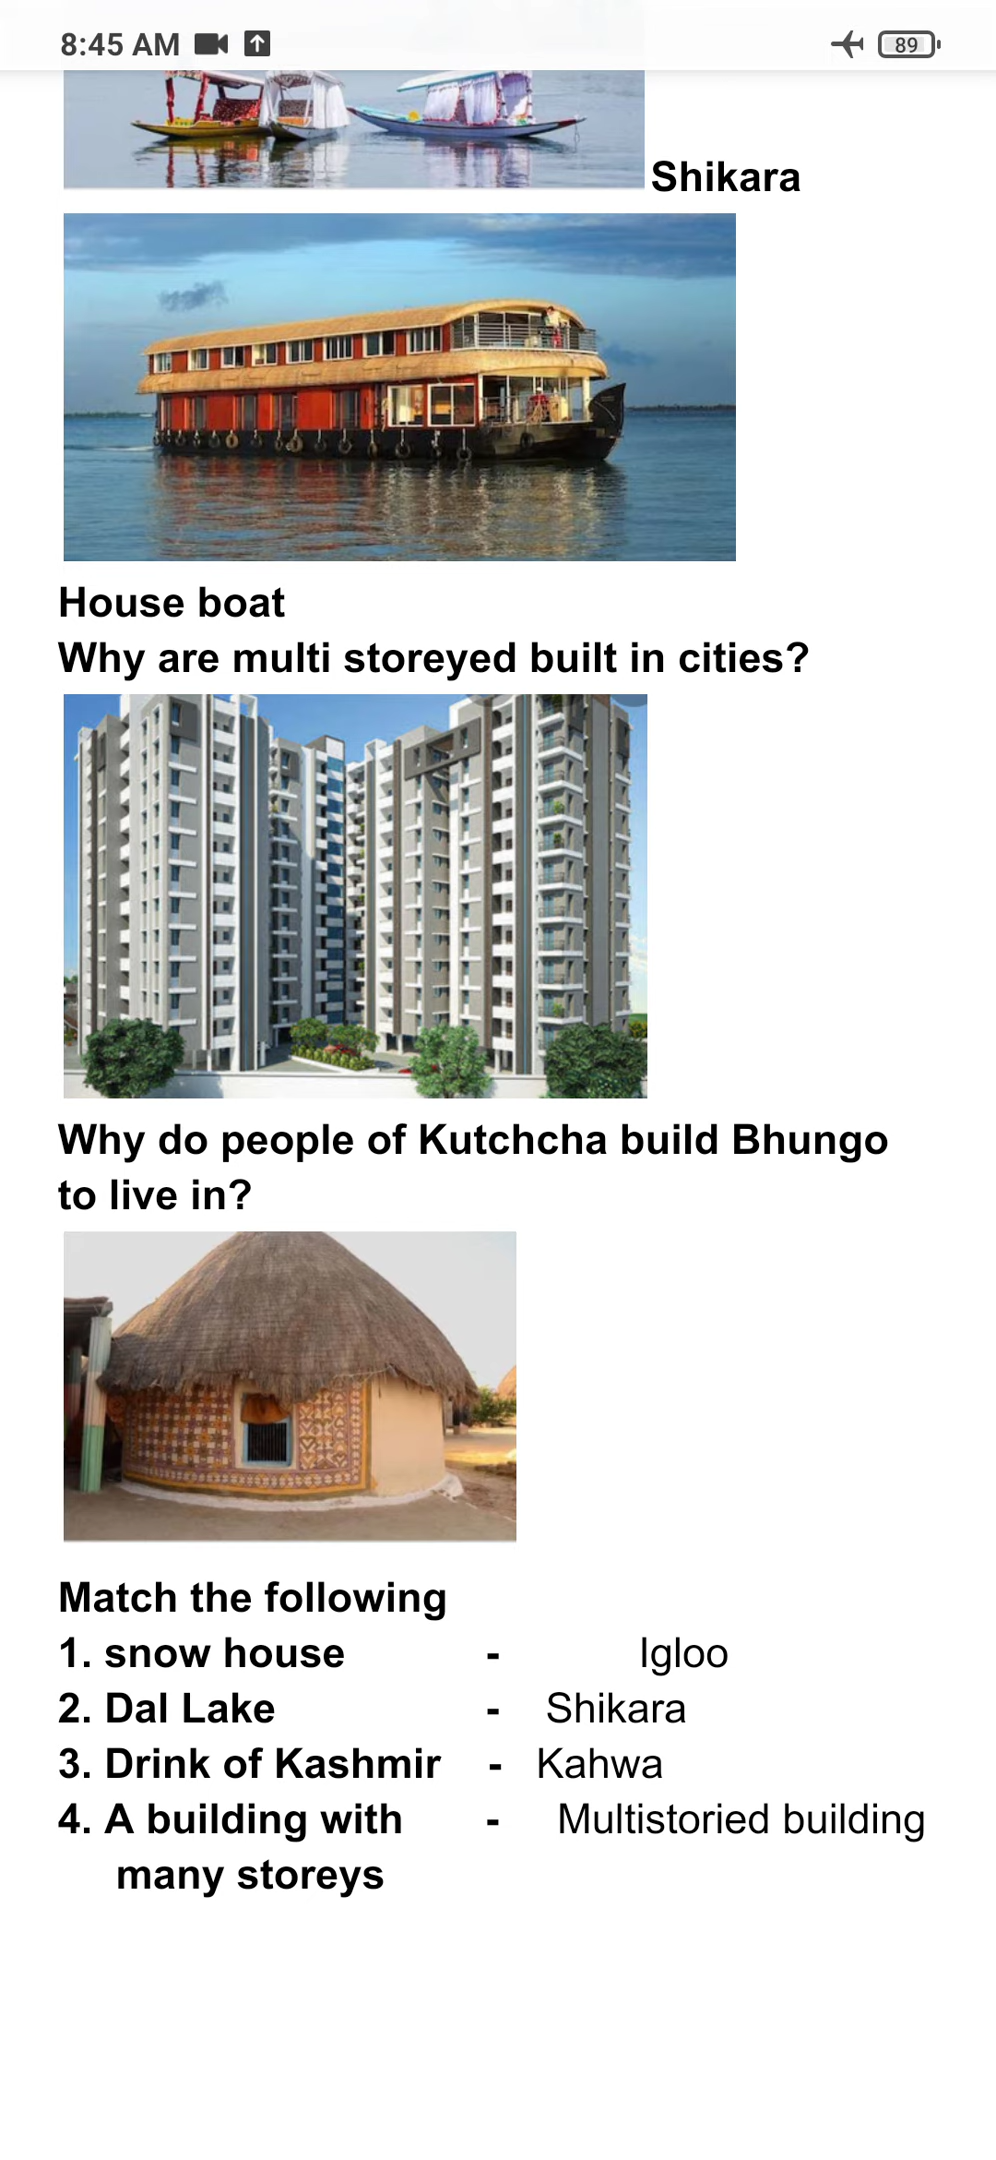 8:45 AM 89
Shikara
House boat
Why are multi storeyed built in cities?
Why do people of Kutchcha build Bhungo
to live in?
Match the following
1. snow house - Igloo
2. Dal Lake - Shikara
3. Drink of Kashmir - Kahwa
4. A building with - Multistoried building
many storeys